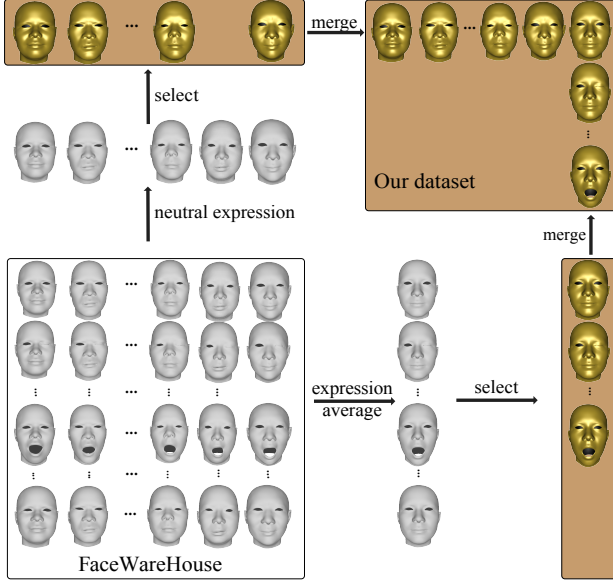 merge
select
Our dataset
neutral expression
merge
expression
average
select
FaceWareHouse